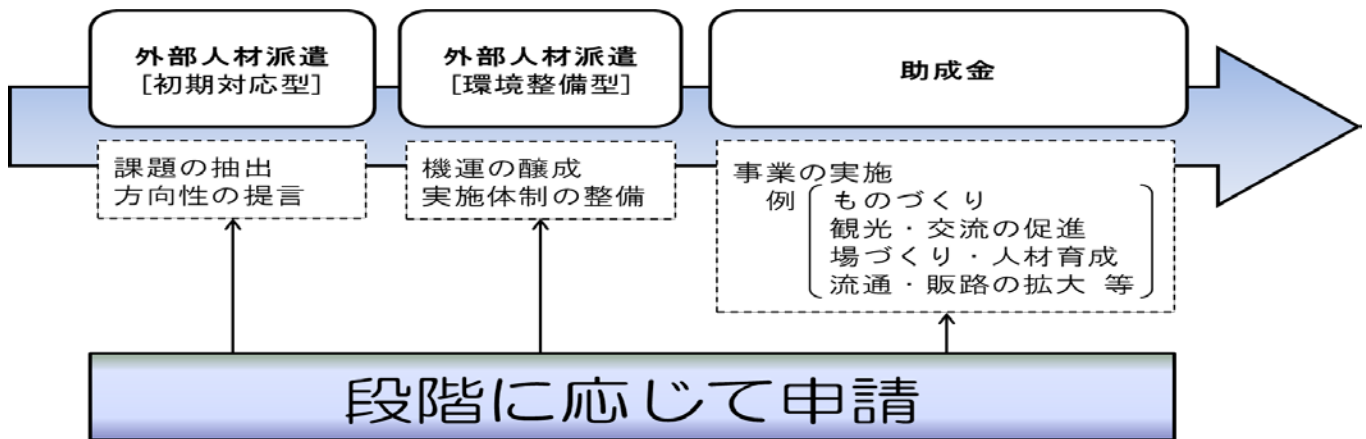 外部人材派遣
[初期対応型]
外部人材派遣
[環境整備型]
助成金
課題の抽出
方向性の提言
機運の醸成
実施体制の整備
事業の実施
例 ものづくり
観光・交流の促進
場づくり・人材育成
流通・販路の拡大 等
段階に応じて申請